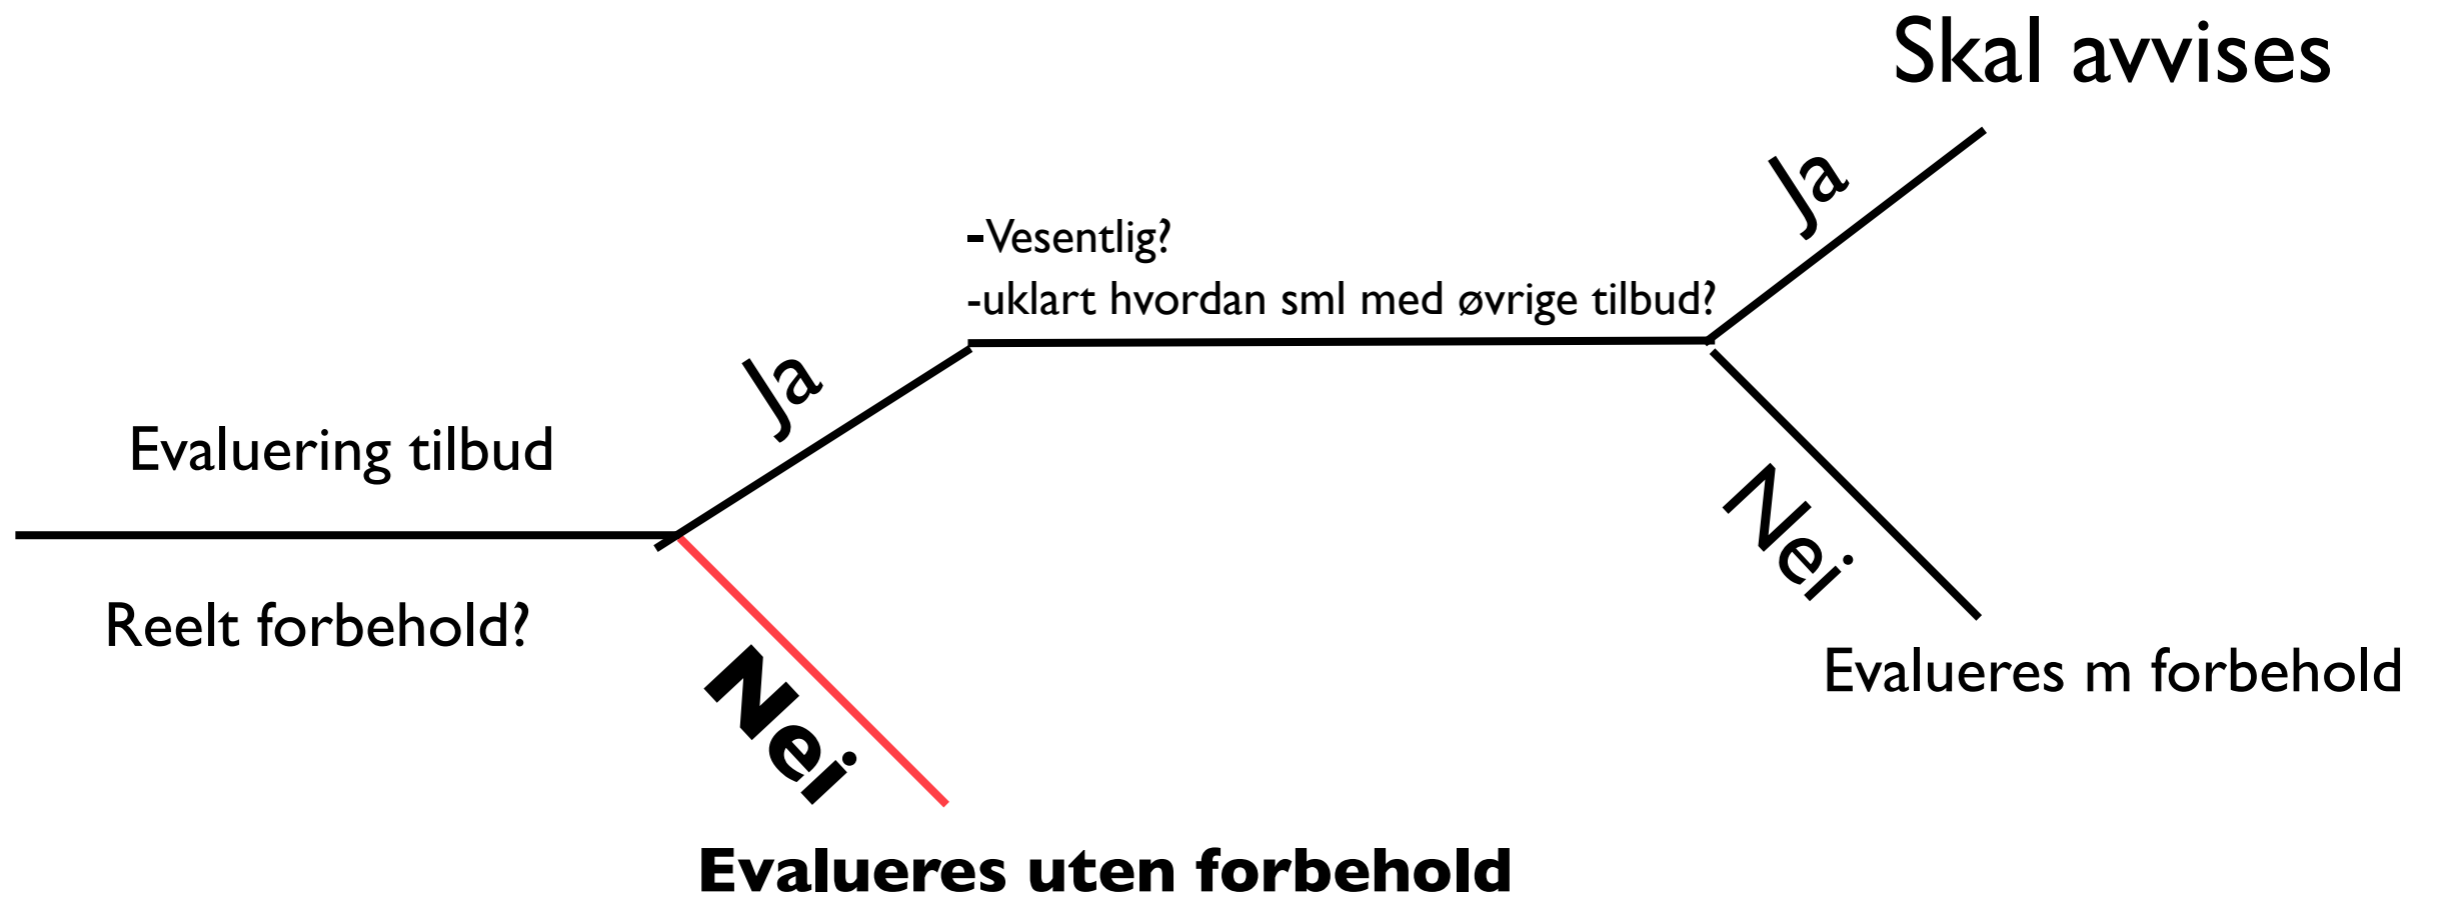 Skal avvises
Ja
-Vesentlig?
-uklart hvordan sml med øvrige tilbud?
Ja
Evaluering tilbud
Nei
Reelt forbehold?
Evalueres m forbehold
Nei
Evalueres uten forbehold